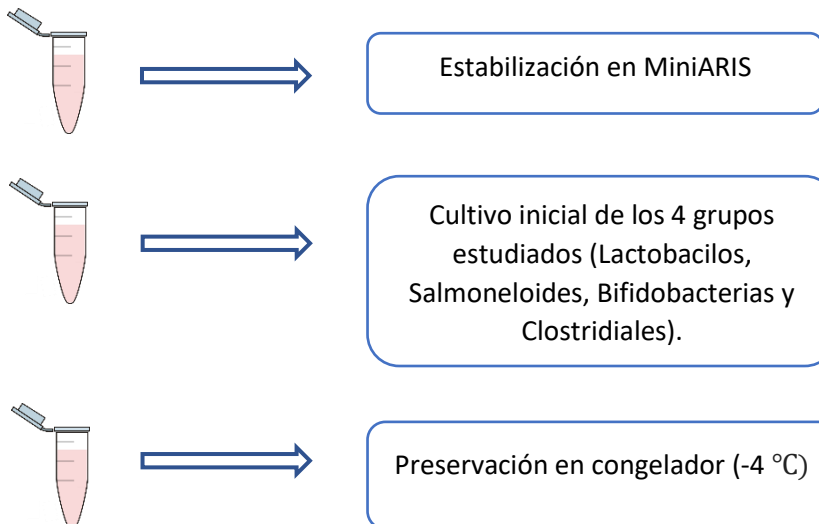 Estabilización en MiniARIS
Cultivo inicial de los 4 grupos
estudiados (Lactobacilos,
Salmoneloides, Bifidobacterias y
Clostridiales).
Preservación en congelador (-4 °C)